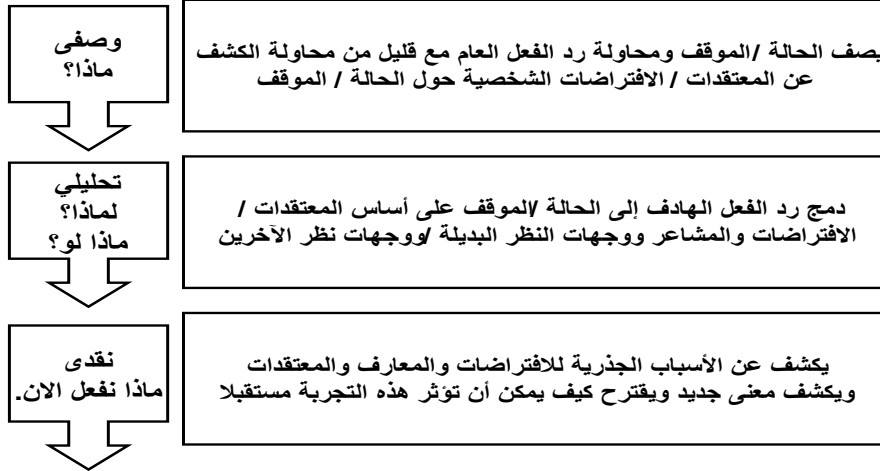 وصفى
ماذا؟
يصف الحالة /الموقف ومحاولة رد الفعل العام مع قليل من محاولة الكشف
عن المعتقدات / الافتراضات الشخصية حول الحالة / الموقف
تحليلي
لماذا؟
ماذا لو؟
دمج رد الفعل الهادف إلى الحالة /الموقف على أساس المعتقدات /
الافتراضات والمشاعر ووجهات النظر البديلة /ووجهات نظر الآخرين
نقدى
ماذا نفعل الان.
يكشف عن الأسباب الجذرية للافتراضات والمعارف والمعتقدات
ويكشف معنى جديد ويقترح كيف يمكن أن تؤثر هذه التجربة مستقبلا